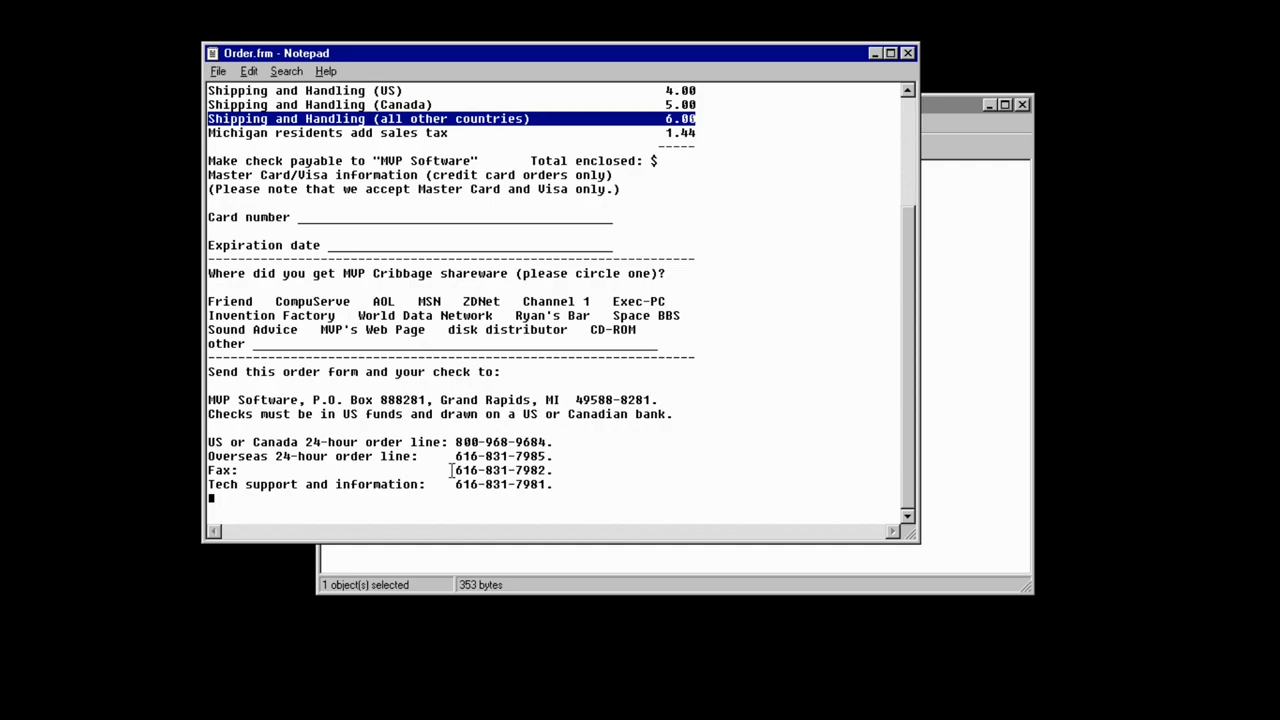 Order.frm - Notepad
File Edit Search Help
Shipping and Handling (US) 4.00
Shipping and Handling (Canada) 5.00
Shipping and Handling (all other countries) 6.00
Michigan residents add sales tax 1.44
-----
Make check payable to "MVP Software" Total enclosed: $
Master Card/Visa information (credit card orders only)
(Please note that we accept Master Card and Visa only.)
Card number __________________________________________
Expiration date ______________________________________
-----------------------------------------------------------------
Where did you get MVP Cribbage shareware (please circle one)?
Friend CompuServe AOL MSN ZDNet Channel 1 Exec-PC
Invention Factory World Data Network Ryan's Bar Space BBS
Sound Advice MVP's Web Page disk distributor CD-ROM
other ______________________________________________________
-----------------------------------------------------------------
Send this order form and your check to:
MVP Software, P.O. Box 888281, Grand Rapids, MI 49588-8281.
Checks must be in US funds and drawn on a US or Canadian bank.
US or Canada 24-hour order line: 800-968-9684.
Overseas 24-hour order line: 616-831-7985.
Fax: 616-831-7982.
Tech support and information: 616-831-7981.
1 object(s) selected 353 bytes